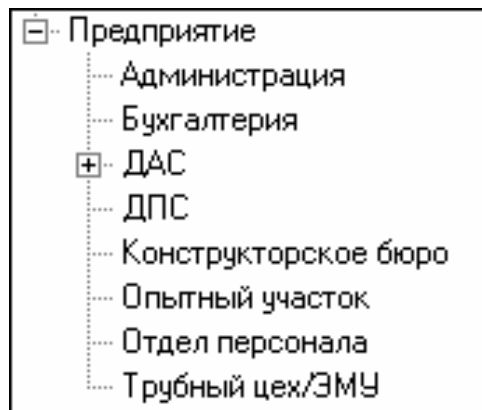 Предприятие
Администрация
Бухгалтерия
ДАС
ДПС
Конструкторское бюро
Опытный участок
Отдел персонала
Трубный цех/ЭМУ